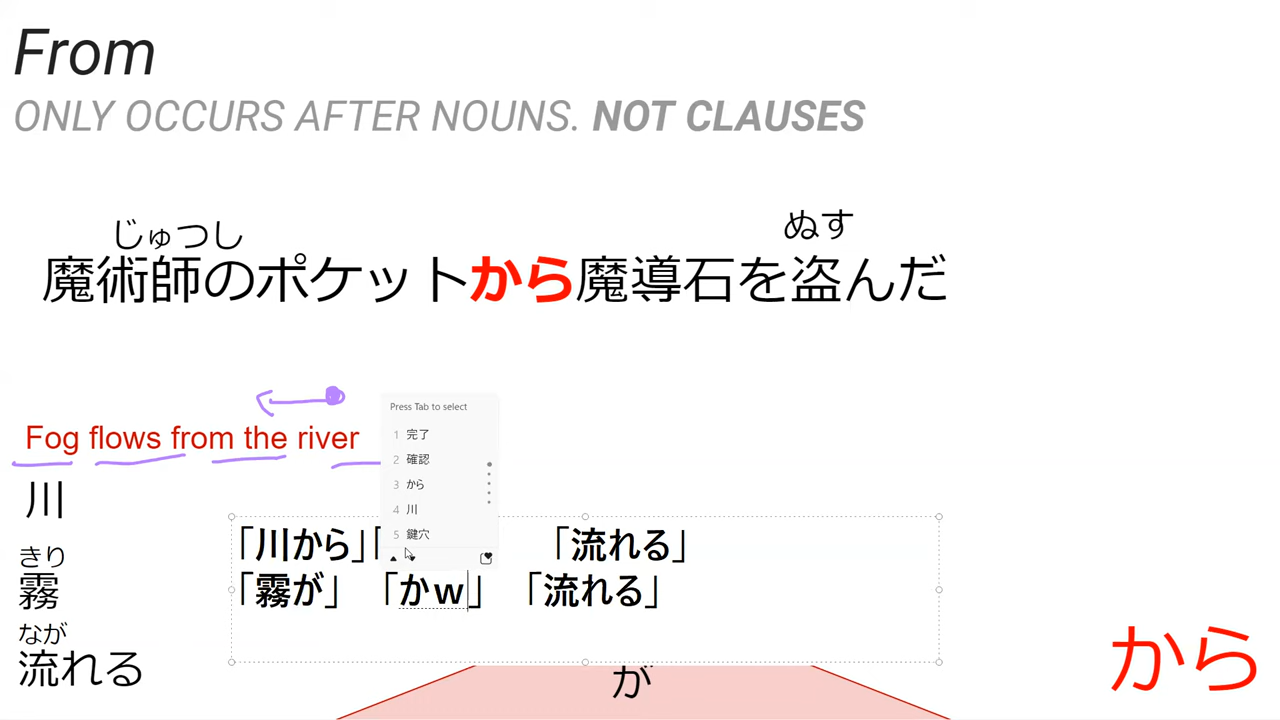 From
ONLY OCCURS AFTER NOUNS. NOT CLAUSES
じゅつし ぬす
魔術師のポケットから魔導石を盗んだ
Fog flows from the river
Press Tab to select
1 完了
2 確認
3 から
4 川
5 鍵穴
川
きり
霧
なが
流れる
「川から」「 「流れる」
「霧が」 「かｗ」 「流れる」
が
から